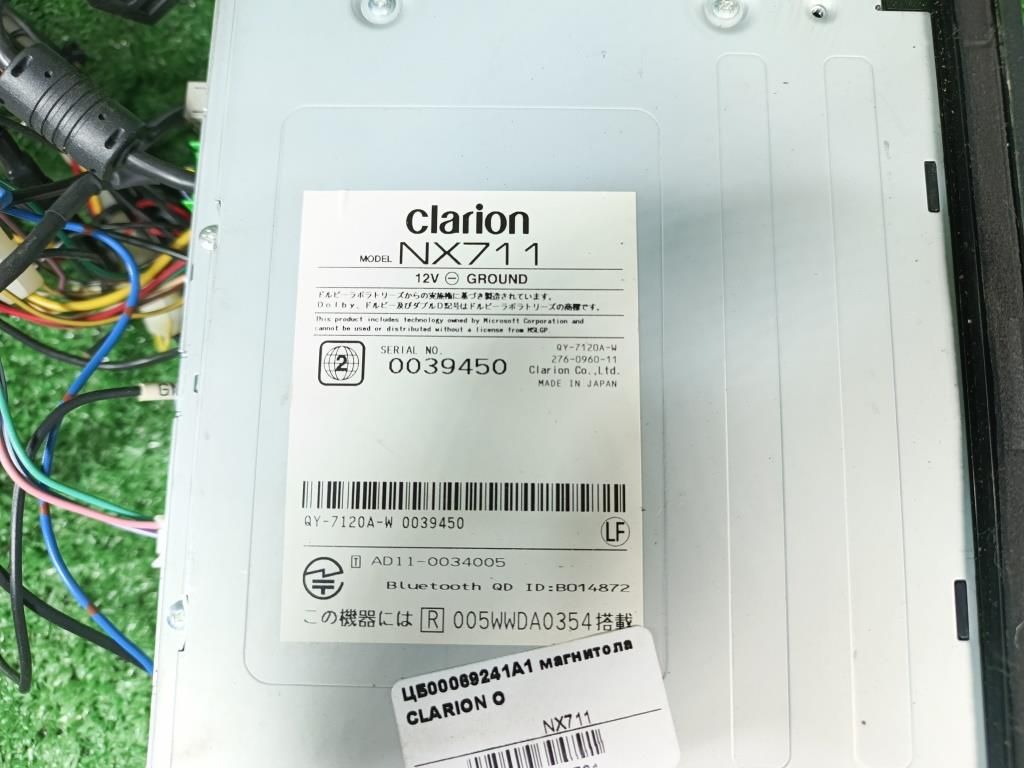 clarion
MODEL NX711
12V ⊖ GROUND
ドルビーラボラトリーズからの実施権に基づき製造されています。
Dolby、ドルビー及びダブルD記号はドルビーラボラトリーズの商標です。
This product includes technology owned by Microsoft Corporation and
cannot be used or distributed without a license from MSLGP.
2
SERIAL NO.
0039450
QY-7120A-W
276-0960-11
Clarion Co.,Ltd.
MADE IN JAPAN
QY-7120A-W 0039450
LF
T AD11-0034005
Bluetooth QD ID:B014872
この機器には R 005WWDA0354 搭載
ЦБ00069241A1 магнитола
CLARION O
NX711